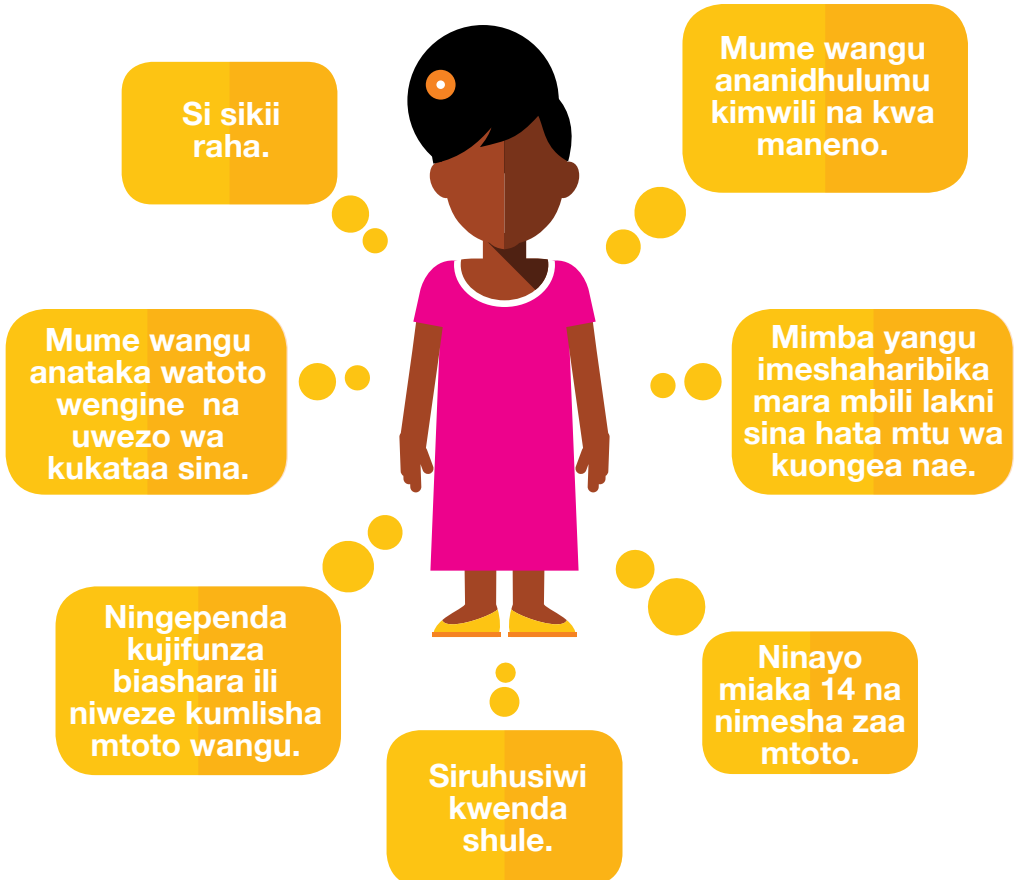 Si sikii
raha.
Mume wangu
ananidhulumu
kimwili na kwa
maneno.
Mume wangu
anataka watoto
wengine na
uwezo wa
kukataa sina.
Mimba yangu
imeshaharibika
mara mbili lakni
sina hata mtu wa
kuongea nae.
Ningependa
kujifunza
biashara ili
niweze kumlisha
mtoto wangu.
Ninayo
miaka 14 na
nimesha zaa
mtoto.
Siruhusiwi
kwenda
shule.